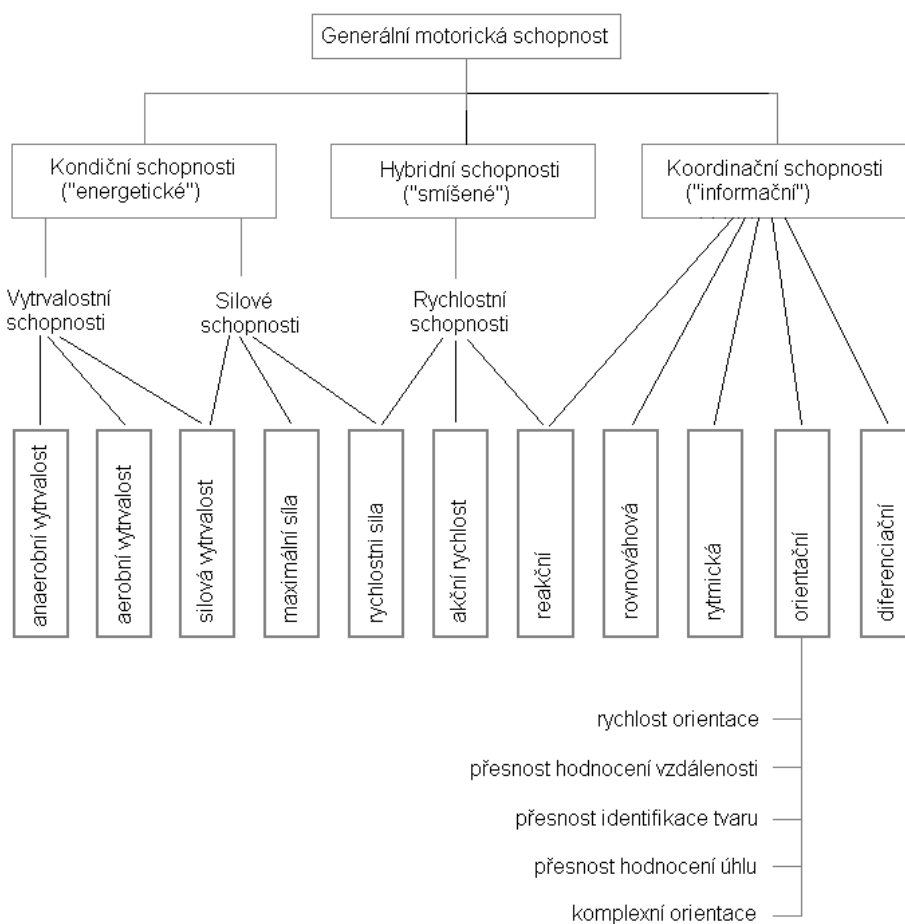 Generální motorická schopnost
Kondiční schopnosti
("energetické")
Hybridní schopnosti
("smíšené")
Koordinační schopnosti
("informační")
Vytrvalostní
schopnosti
Silové
schopnosti
Rychlostní
schopnosti
anaerobní vytrvalost
aerobní vytrvalost
silová vytrvalost
maximální síla
rychlostni sila
akční rychlost
reakční
rovnováhová
rytmická
orientační
diferenciační
rychlost orientace
přesnost hodnocení vzdálenosti
přesnost identifikace tvaru
přesnost hodnocení úhlu
komplexní orientace